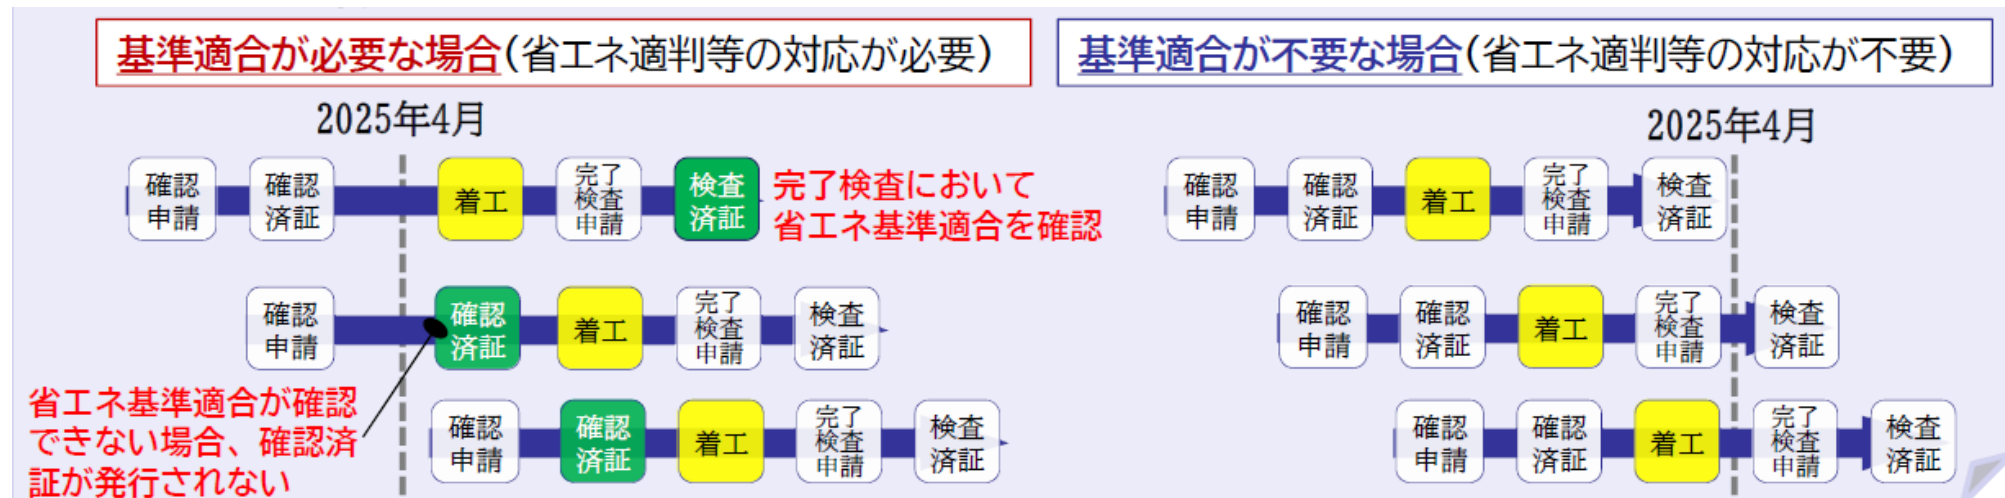 基準適合が必要な場合(省エネ適判等の対応が必要)
2025年4月
確認
申請
確認
済証
着工
完了
検査
申請
検査
済証
完了検査において
省エネ基準適合を確認
確認
申請
確認
済証
着工
完了
検査
申請
検査
済証
省エネ基準適合が確認
できない場合、確認済
証が発行されない
確認
申請
確認
済証
着工
完了
検査
申請
検査
済証
基準適合が不要な場合(省エネ適判等の対応が不要)
2025年4月
確認
申請
確認
済証
着工
完了
検査
申請
検査
済証
確認
申請
確認
済証
着工
完了
検査
申請
検査
済証
確認
申請
確認
済証
着工
完了
検査
申請
検査
済証